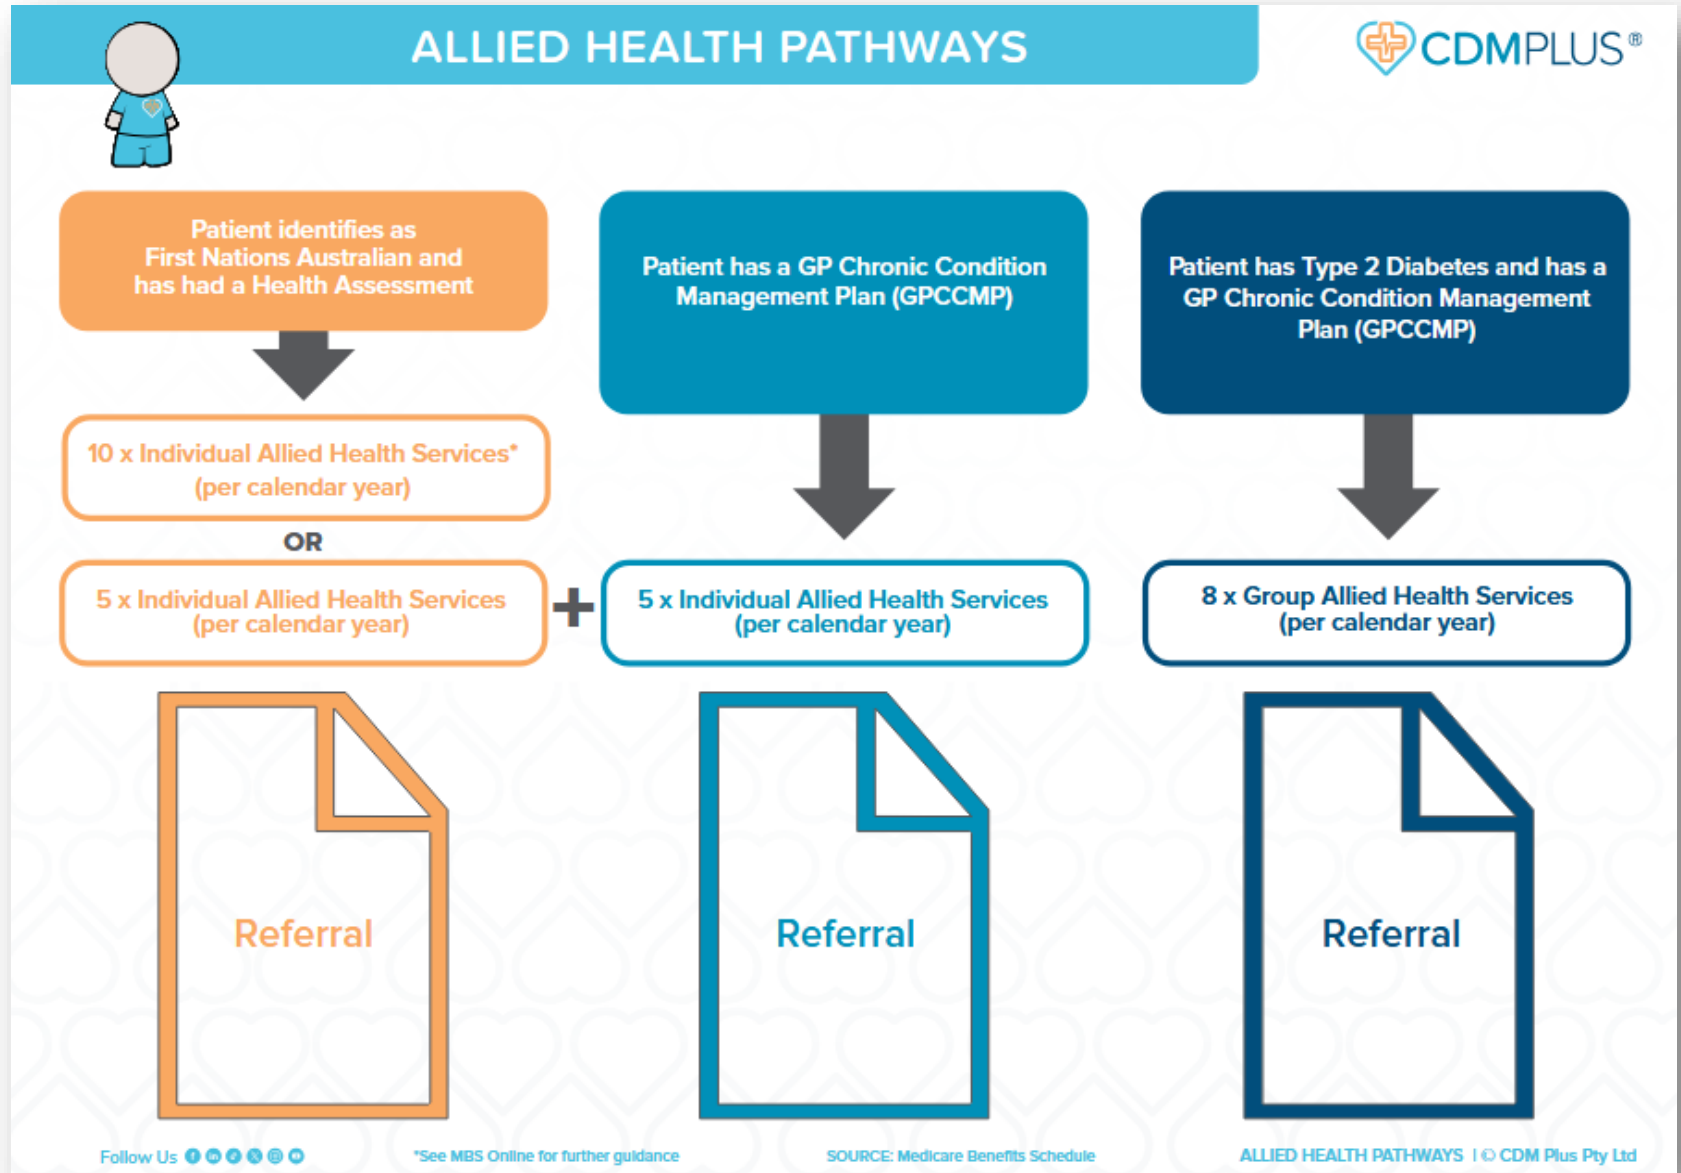 ALLIED HEALTH PATHWAYS
CDMPLUS®
Patient identifies as
First Nations Australian and
has had a Health Assessment
10 x Individual Allied Health Services*
(per calendar year)
OR
5 x Individual Allied Health Services
(per calendar year)
+
Patient has a GP Chronic Condition
Management Plan (GPCCMP)
5 x Individual Allied Health Services
(per calendar year)
Patient has Type 2 Diabetes and has a
GP Chronic Condition Management
Plan (GPCCMP)
8 x Group Allied Health Services
(per calendar year)
Referral
Referral
Referral
Follow Us
*See MBS Online for further guidance
SOURCE: Medicare Benefits Schedule
ALLIED HEALTH PATHWAYS | © CDM Plus Pty Ltd